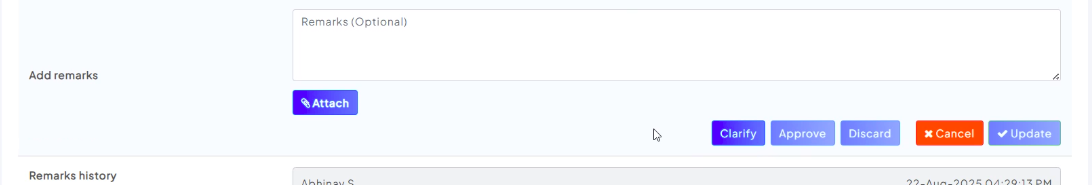 Remarks (Optional)
Add remarks
Attach
Clarify Approve Discard Cancel Update
Remarks history
Abhinav S 22-Aug-2025 04:29:13 PM